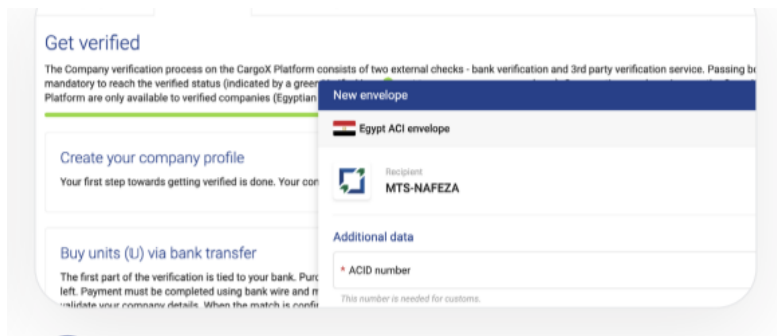 Get verified
The Company verification process on the CargoX Platform consists of two external checks - bank verification and 3rd party verification service. Passing
mandatory to reach the verified status (indicated by a green
Platform are only available to verified companies (Egyptian
New envelope
Egypt ACI envelope
Recipient
MTS-NAFEZA
Create your company profile
Your first step towards getting verified is done. Your
Additional data
* ACID number
This number is needed for customs.
Buy units (U) via bank transfer
The first part of the verification is tied to your bank.
left. Payment must be completed using bank wire and
validate your company details. When the match is